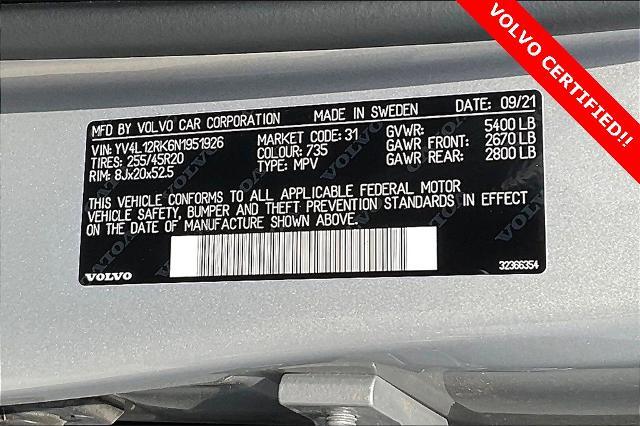 VOLVO CERTIFIED!!
MFD BY VOLVO CAR CORPORATION MADE IN SWEDEN DATE: 09/21
VIN: YV4L12RK6N1951926 MARKET CODE: 31 GVWR: 5400 LB
TIRES: 255/45R20 COLOUR: 735 GAWR FRONT: 2670 LB
RIM: 8Jx20x52.5 TYPE: MPV GAWR REAR: 2800 LB
THIS VEHICLE CONFORMS TO ALL APPLICABLE FEDERAL MOTOR
VEHICLE SAFETY, BUMPER AND THEFT PREVENTION STANDARDS IN EFFECT
ON THE DATE OF MANUFACTURE SHOWN ABOVE.
VOLVO 32366354